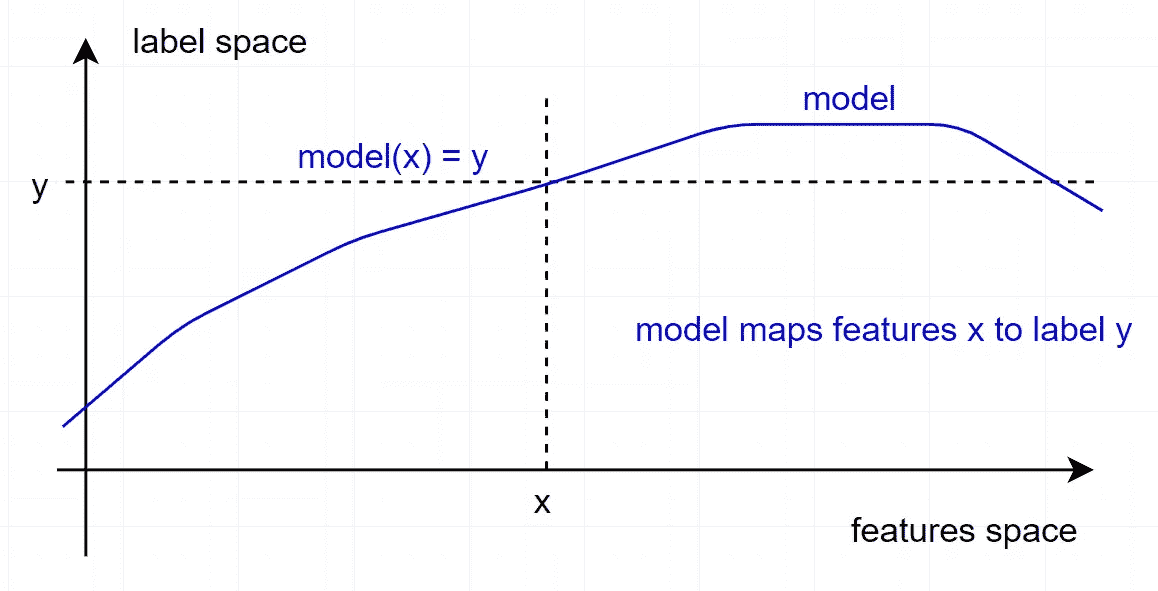 label space
model
model(x) = y
y
model maps features x to label y
x
features space